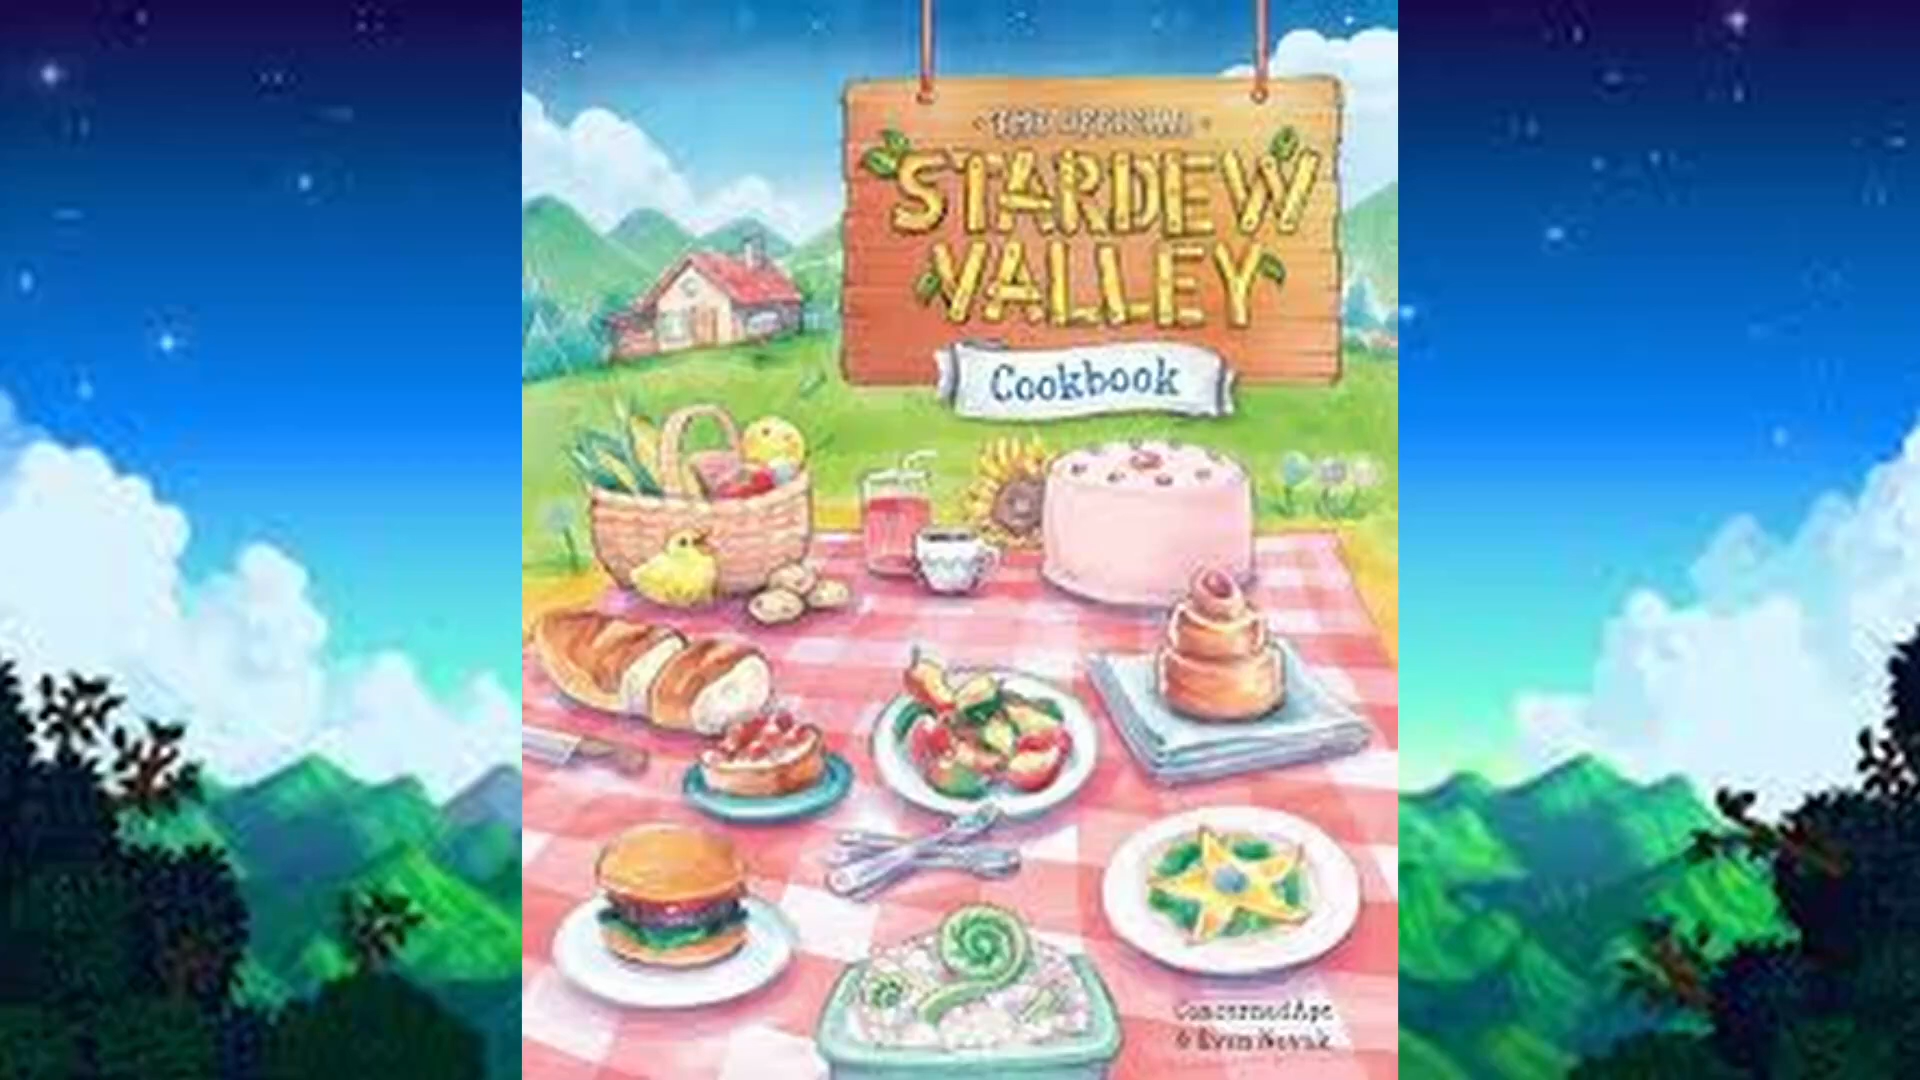 THE OFFICIAL
STARDEW
VALLEY
Cookbook
ConcernedApe
& Ryan Novak